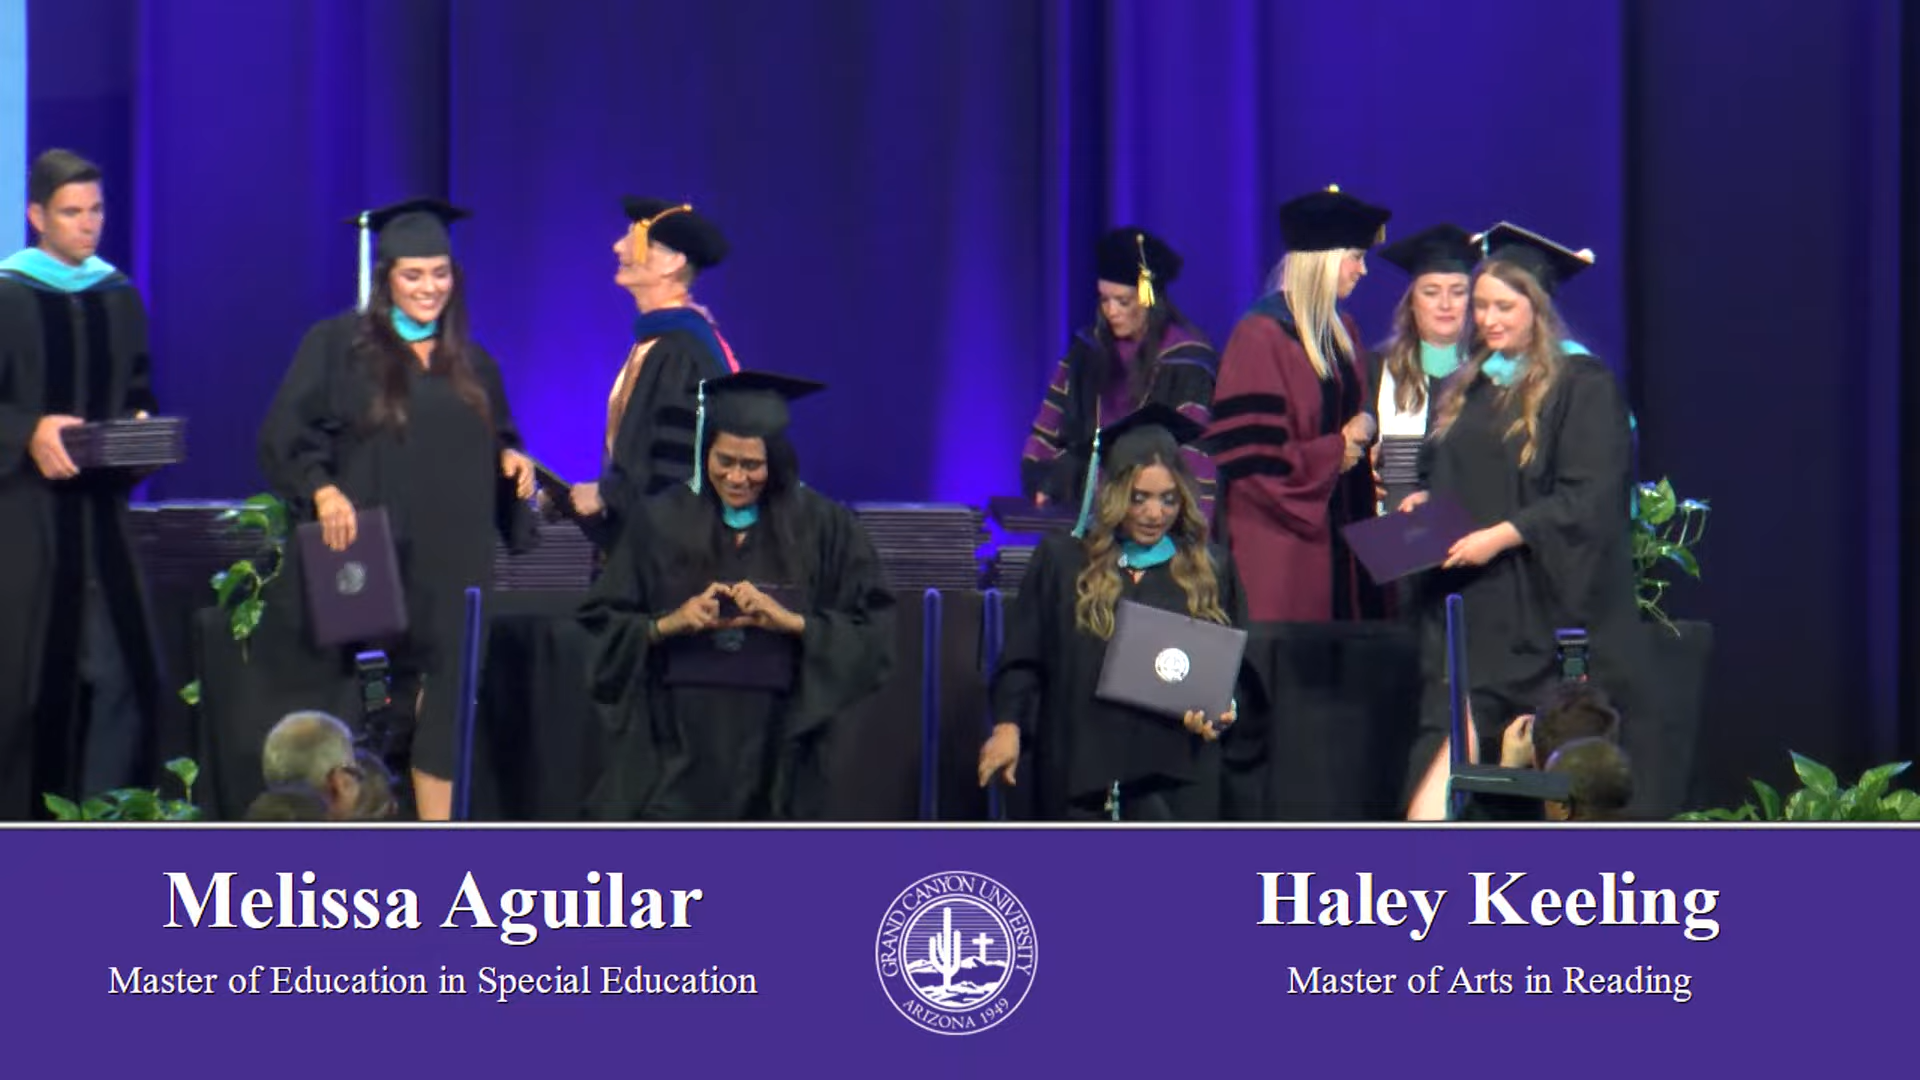 Melissa Aguilar
Master of Education in Special Education
GRAND CANYON UNIVERSITY
ARIZONA 1949
Haley Keeling
Master of Arts in Reading